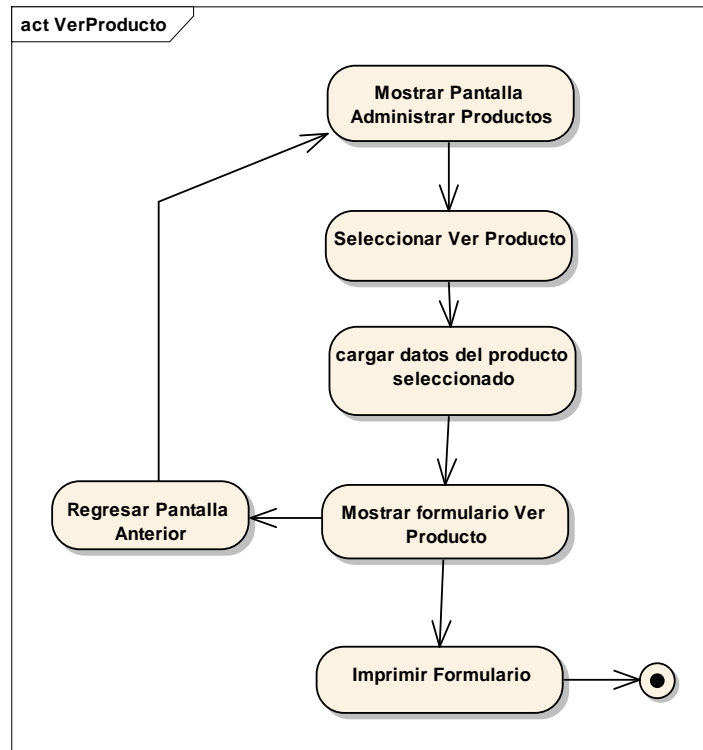 act VerProducto
Mostrar Pantalla
Administrar Productos
Seleccionar Ver Producto
cargar datos del producto
seleccionado
Regresar Pantalla
Anterior
Mostrar formulario Ver
Producto
Imprimir Formulario